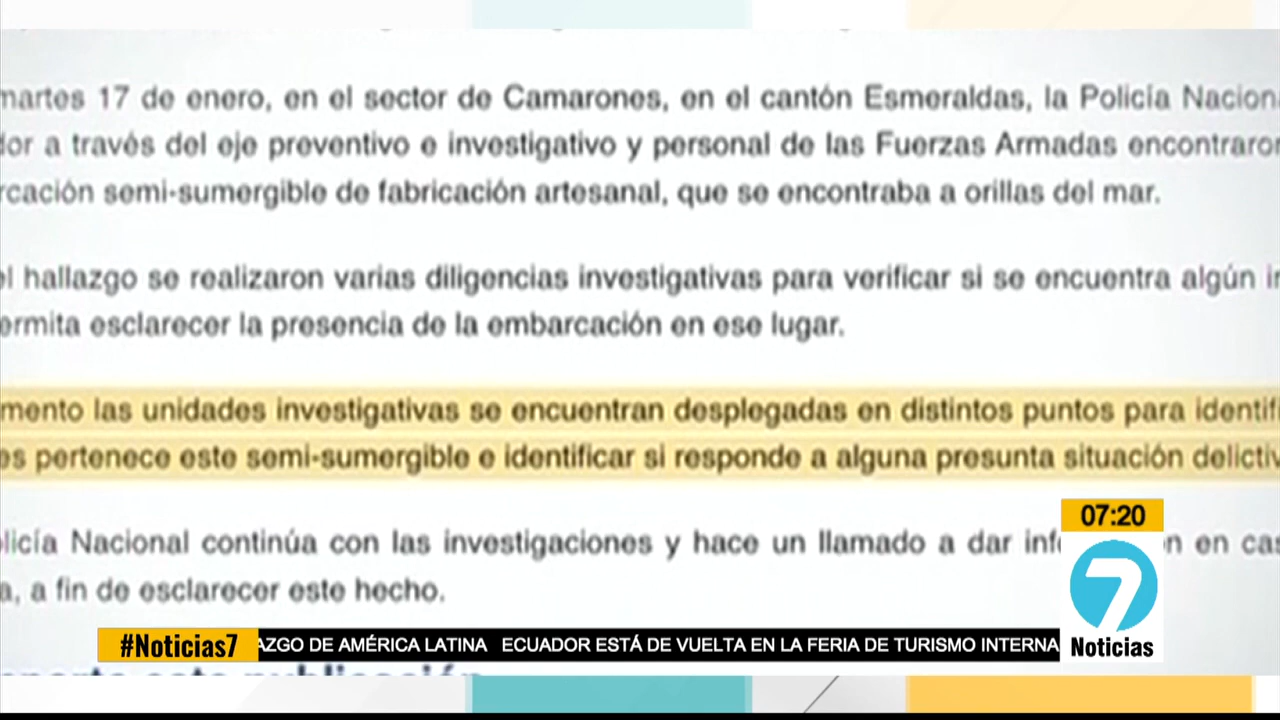 martes 17 de enero, en el sector de Camarones, en el cantón Esmeraldas, la Policía Nacion
dor a través del eje preventivo e investigativo y personal de las Fuerzas Armadas encontraron
rcación semi-sumergible de fabricación artesanal, que se encontraba a orillas del mar.
el hallazgo se realizaron varias diligencias investigativas para verificar si se encuentra algún i
ermita esclarecer la presencia de la embarcación en ese lugar.
mento las unidades investigativas se encuentran desplegadas en distintos puntos para identif
es pertenece este semi-sumergible e identificar si responde a alguna presunta situación delictiv
licía Nacional continúa con las investigaciones y hace un llamado a dar inf n en cas
a, a fin de esclarecer este hecho.
07:20
7
Noticias
#Noticias7 AZGO DE AMÉRICA LATINA ECUADOR ESTÁ DE VUELTA EN LA FERIA DE TURISMO INTERNA